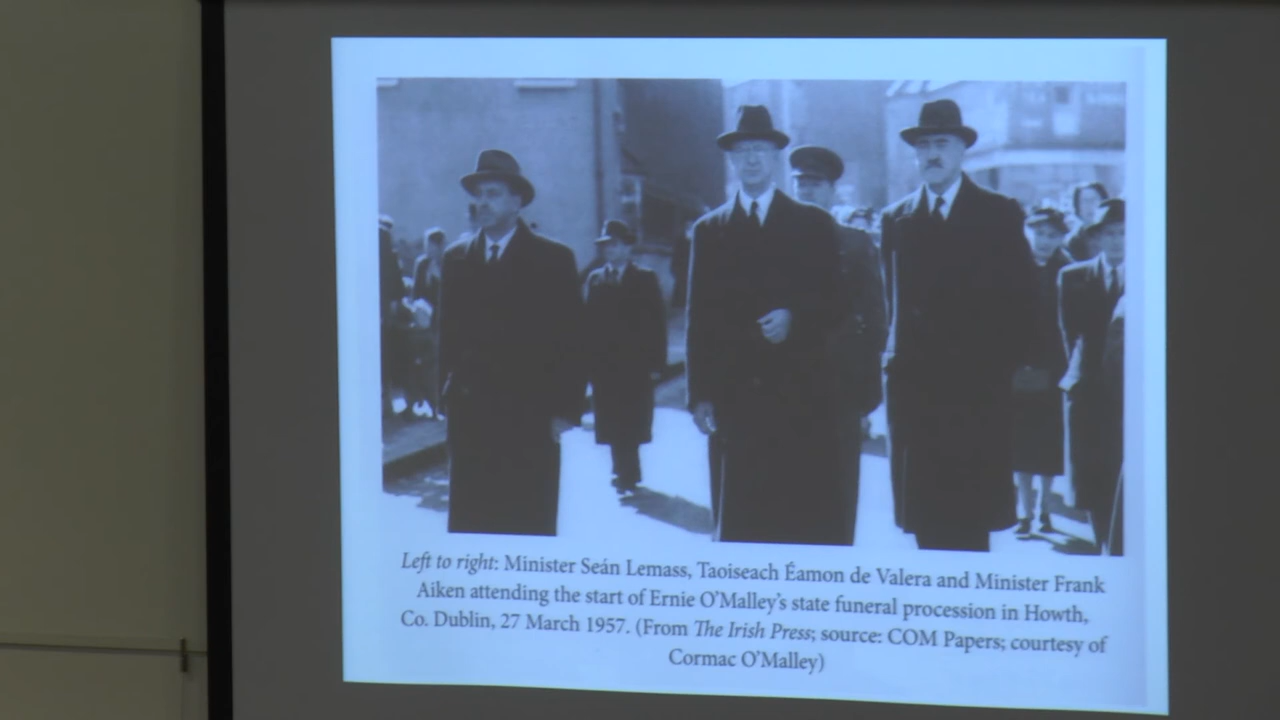 Left to right: Minister Seán Lemass, Taoiseach Éamon de Valera and Minister Frank
Aiken attending the start of Ernie O'Malley's state funeral procession in Howth,
Co. Dublin, 27 March 1957. (From The Irish Press; source: COM Papers; courtesy of
Cormac O'Malley)